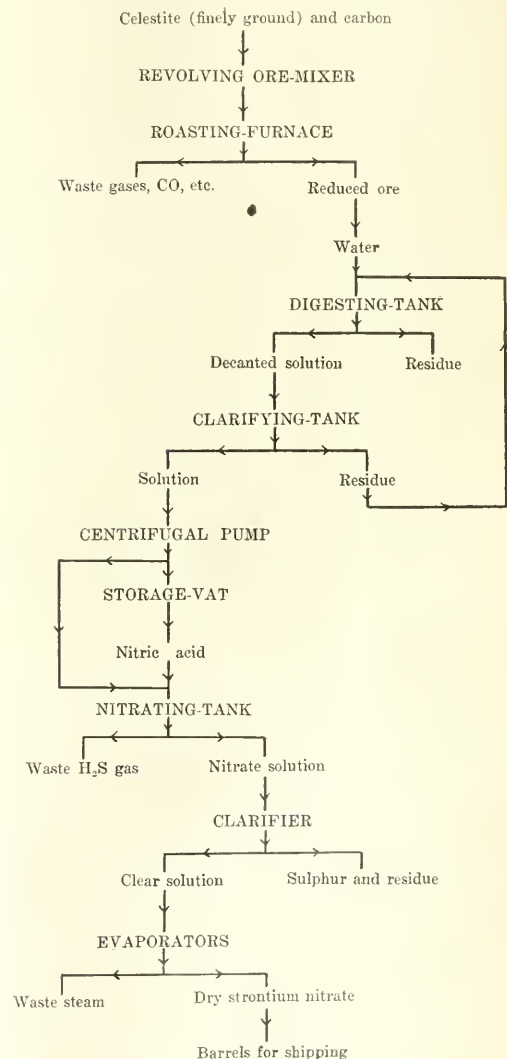 Celestite (finely ground) and carbon
REVOLVING ORE-MIXER
ROASTING-FURNACE
Waste gases, CO, etc. Reduced ore
Water
DIGESTING-TANK
Decanted solution Residue
CLARIFYING-TANK
Solution Residue
CENTRIFUGAL PUMP
STORAGE-VAT
Nitric acid
NITRATING-TANK
Waste H₂S gas Nitrate solution
CLARIFIER
Clear solution Sulphur and residue
EVAPORATORS
Waste steam Dry strontium nitrate
Barrels for shipping